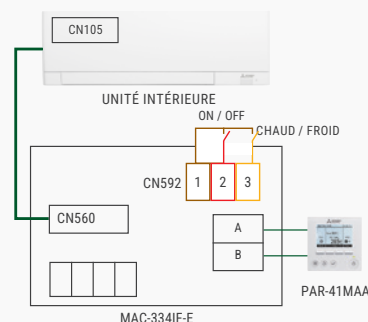 CN105
UNITÉ INTÉRIEURE
ON / OFF
CHAUD / FROID
CN592
1
2
3
CN560
A
B
PAR-41MAA
MAC-334IF-E